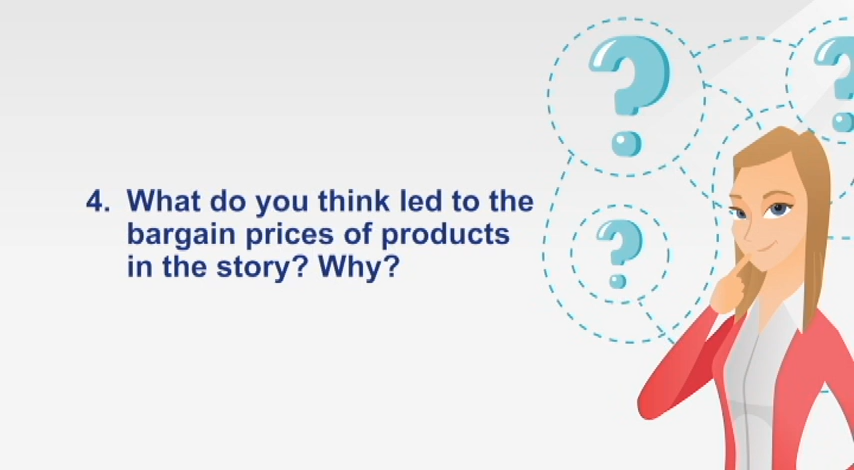 4. What do you think led to the
bargain prices of products
in the story? Why?